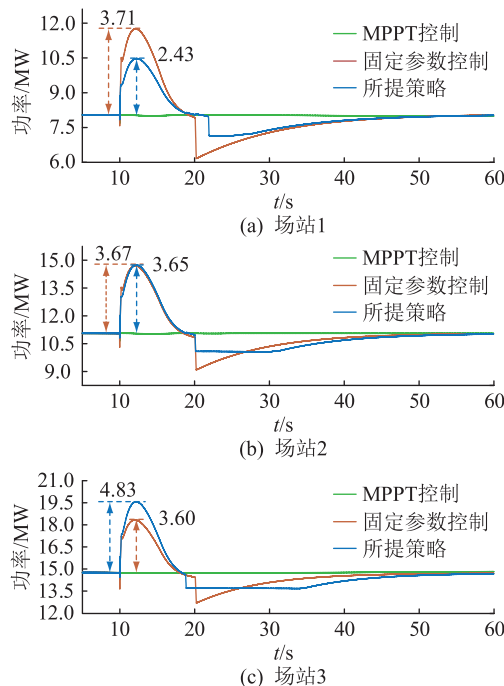 3.71
12.0
10.5
9.0
7.5
6.0
功率/MW
2.43
MPPT控制
固定参数控制
所提策略
10 20 30 40 50 60
t/s
(a) 场站1
15.0
13.5
12.0
10.5
9.0
功率/MW
3.67
3.65
MPPT控制
固定参数控制
所提策略
10 20 30 40 50 60
t/s
(b) 场站2
21.0
19.5
18.0
16.5
15.0
13.5
12.0
功率/MW
4.83
3.60
MPPT控制
固定参数控制
所提策略
10 20 30 40 50 60
t/s
(c) 场站3